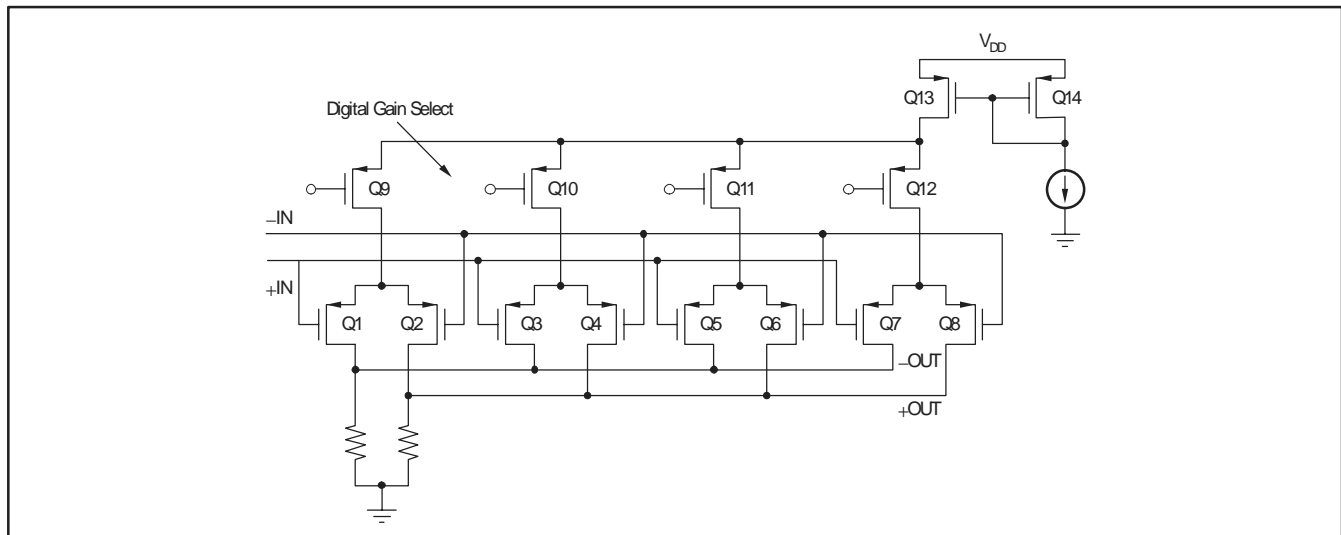 V_DD
Q13
Q14
Digital Gain Select
Q9
Q10
Q11
Q12
–IN
+IN
Q1
Q2
Q3
Q4
Q5
Q6
Q7
Q8
–OUT
+OUT